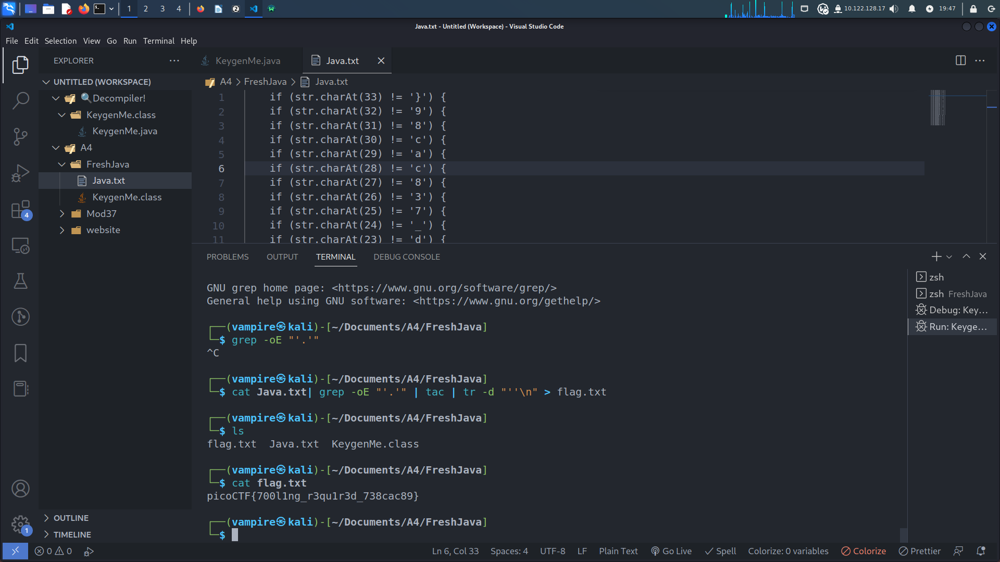 1 2 3 4 10.122.128.17 19:47
Java.txt - Untitled (Workspace) - Visual Studio Code
File Edit Selection View Go Run Terminal Help
EXPLORER
KeygenMe.java
Java.txt
UNTITLED (WORKSPACE)
Decompiler!
KeygenMe.class
KeygenMe.java
A4
FreshJava
Java.txt
KeygenMe.class
Mod37
website
OUTLINE
TIMELINE
4
1
A4 > FreshJava > Java.txt
1 if (str.charAt(33) != '}') {
2 if (str.charAt(32) != '9') {
3 if (str.charAt(31) != '8') {
4 if (str.charAt(30) != 'c') {
5 if (str.charAt(29) != 'a') {
6 if (str.charAt(28) != 'c') {
7 if (str.charAt(27) != '8') {
8 if (str.charAt(26) != '3') {
9 if (str.charAt(25) != '7') {
10 if (str.charAt(24) != '_') {
11 if (str.charAt(23) != 'd') {
PROBLEMS OUTPUT TERMINAL DEBUG CONSOLE
GNU grep home page: <https://www.gnu.org/software/grep/>
General help using GNU software: <https://www.gnu.org/gethelp/>
┌──(vampire㉿kali)-[~/Documents/A4/FreshJava]
└─$ grep -oE "'.'"
^C
┌──(vampire㉿kali)-[~/Documents/A4/FreshJava]
└─$ cat Java.txt| grep -oE "'.'" | tac | tr -d "''\n" > flag.txt
┌──(vampire㉿kali)-[~/Documents/A4/FreshJava]
└─$ ls
flag.txt  Java.txt  KeygenMe.class
┌──(vampire㉿kali)-[~/Documents/A4/FreshJava]
└─$ cat flag.txt
picoCTF{700l1ng_r3qu1r3d_738cac89}
┌──(vampire㉿kali)-[~/Documents/A4/FreshJava]
└─$
zsh
zsh FreshJava
Debug: Key...
Run: Keyge...
0 0 Ln 6, Col 33 Spaces: 4 UTF-8 LF Plain Text Go Live Spell Colorize: 0 variables Colorize Prettier